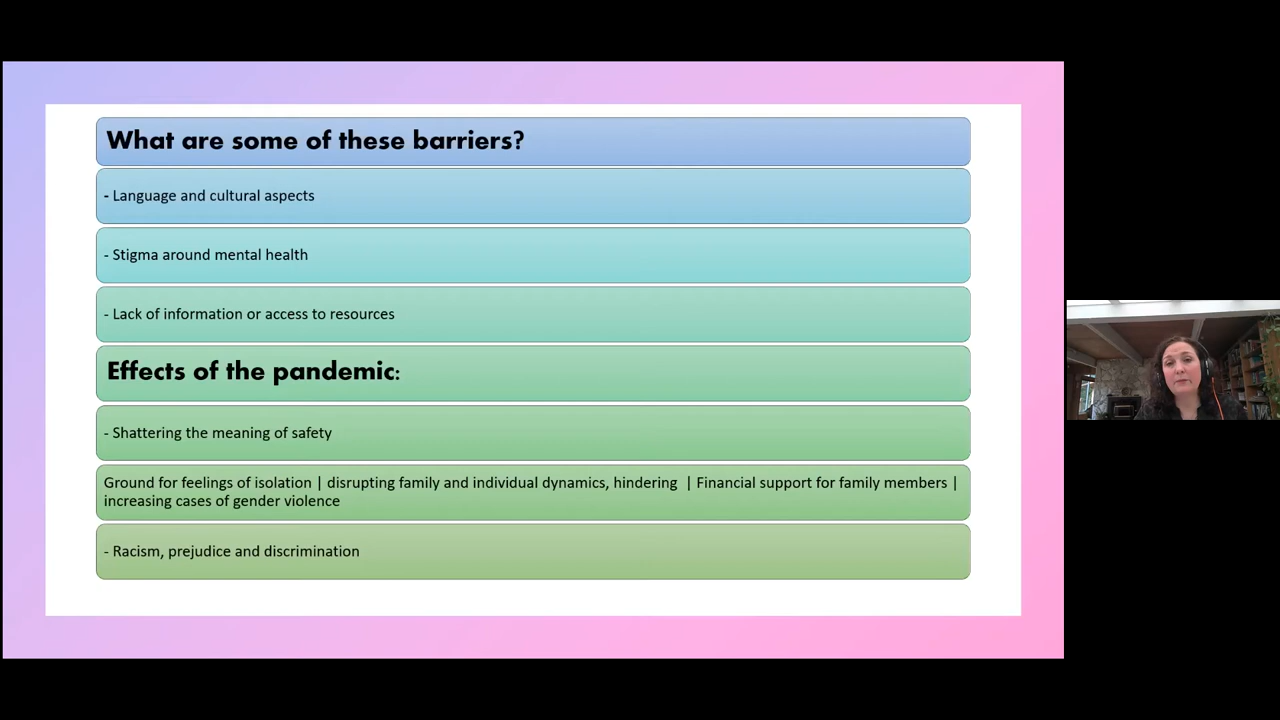 What are some of these barriers?
- Language and cultural aspects
- Stigma around mental health
- Lack of information or access to resources
Effects of the pandemic:
- Shattering the meaning of safety
Ground for feelings of isolation | disrupting family and individual dynamics, hindering  | Financial support for family members |
increasing cases of gender violence
- Racism, prejudice and discrimination